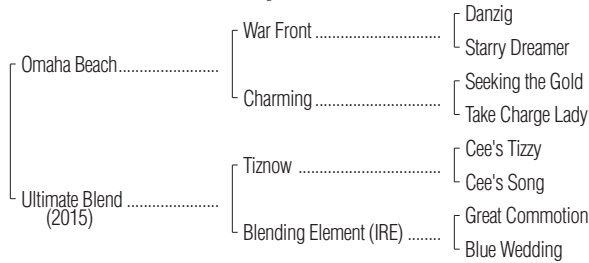 Danzig
War Front ..................................
Starry Dreamer
Omaha Beach............................
Seeking the Gold
Charming ..................................
Take Charge Lady
Cee's Tizzy
Tiznow .......................................
Cee's Song
Ultimate Blend .........................
(2015)
Great Commotion
Blending Element (IRE) .........
Blue Wedding